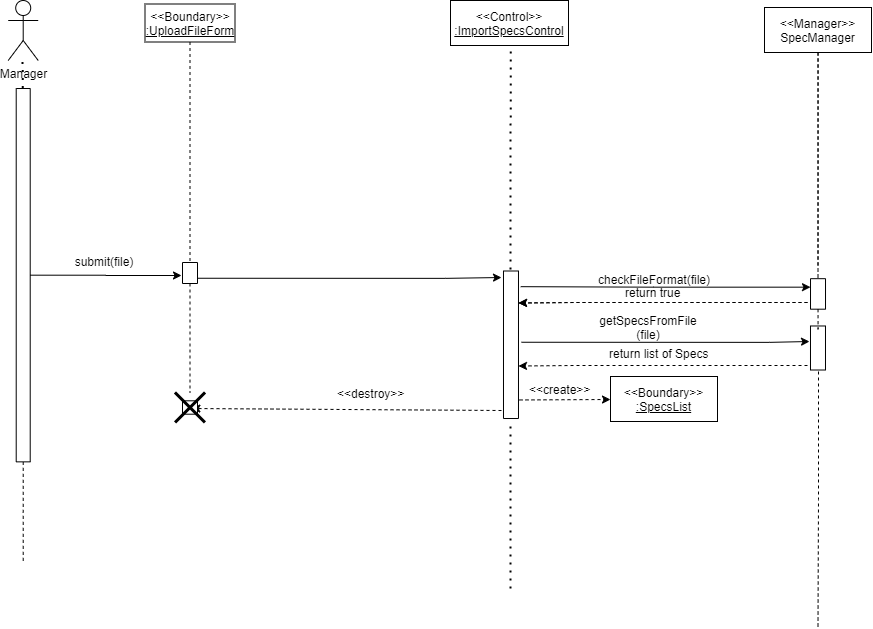 <<Boundary>>
:UploadFileForm
<<Control>>
:ImportSpecsControl
<<Manager>>
SpecManager
Manager
submit(file)
checkFileFormat(file)
return true
getSpecsFromFile
(file)
return list of Specs
<<destroy>>
<<create>>
<<Boundary>>
:SpecsList